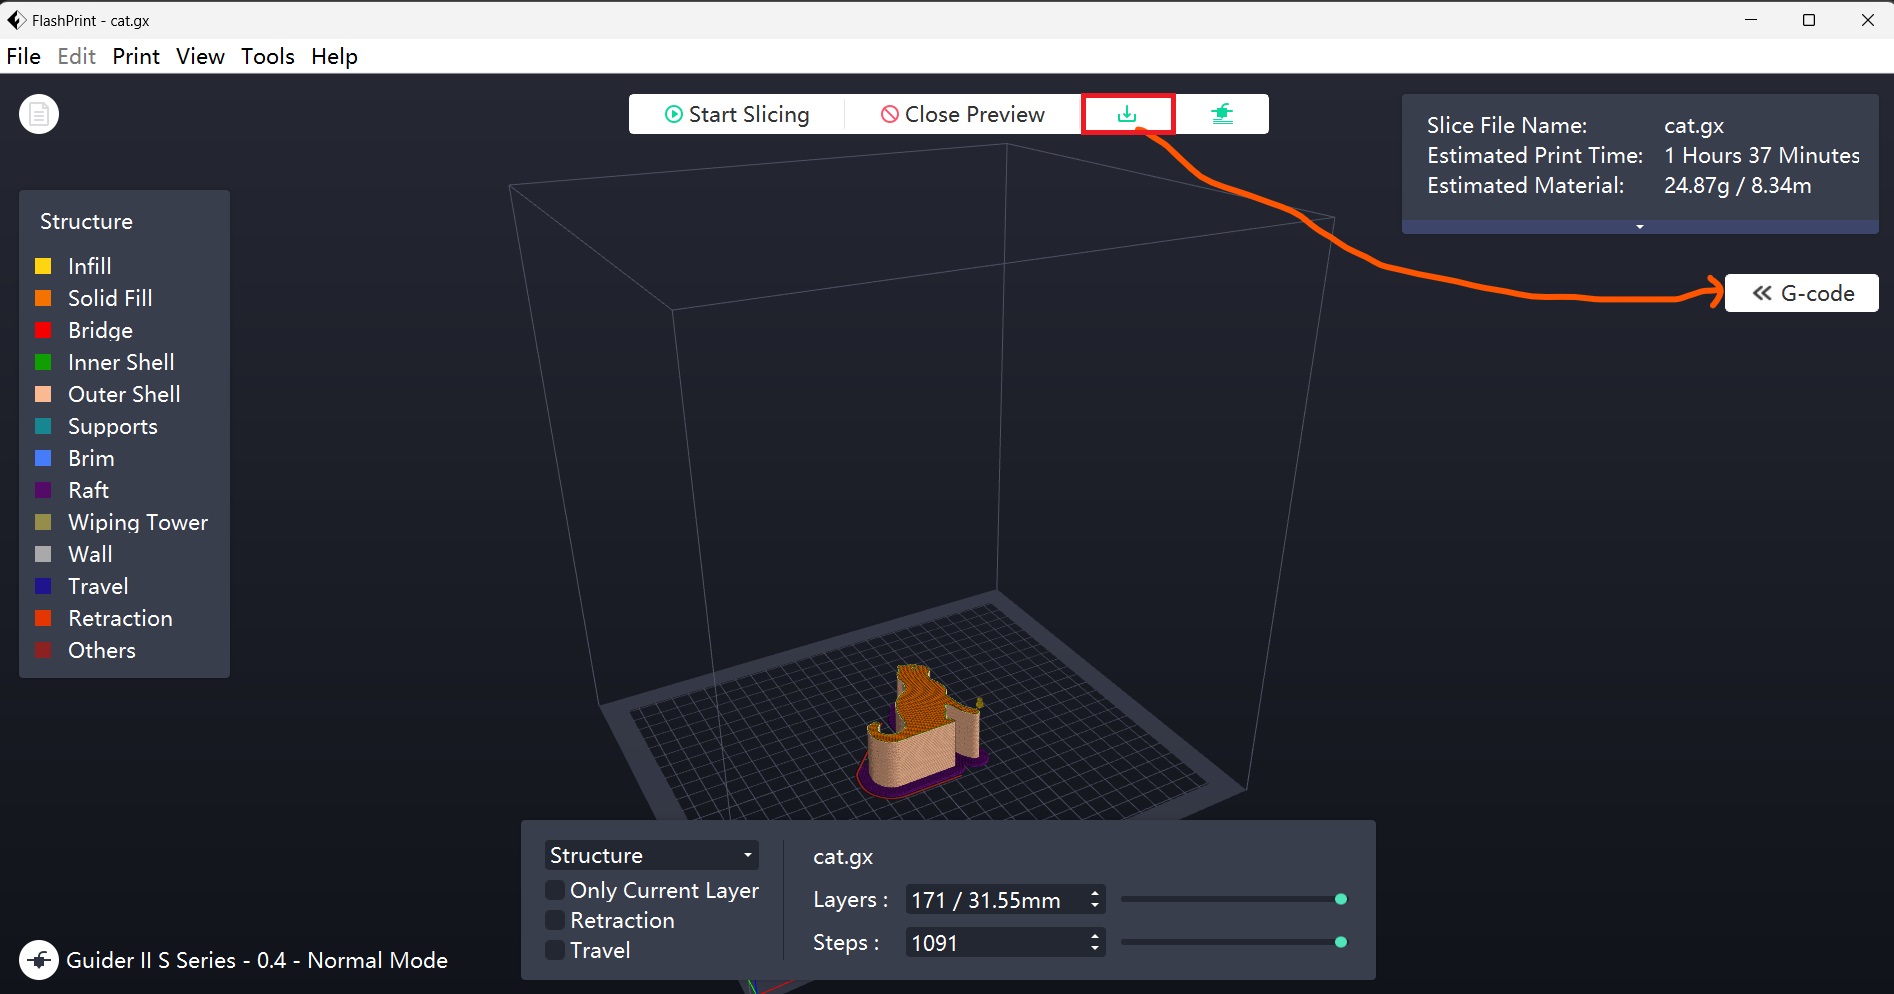 FlashPrint - cat.gx
File Edit Print View Tools Help
Start Slicing Close Preview
Slice File Name: cat.gx
Estimated Print Time: 1 Hours 37 Minutes
Estimated Material: 24.87g / 8.34m
G-code
Structure
Infill
Solid Fill
Bridge
Inner Shell
Outer Shell
Supports
Brim
Raft
Wiping Tower
Wall
Travel
Retraction
Others
Structure
Only Current Layer
Retraction
Travel
cat.gx
Layers : 171 / 31.55mm
Steps : 1091
Guider II S Series - 0.4 - Normal Mode